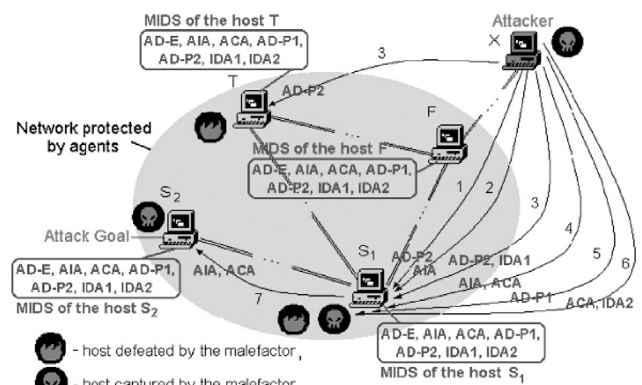 MIDS of the host T
AD-E, AIA, ACA, AD-P1,
AD-P2, IDA1, IDA2
Attacker
X
3
T
AD-P2
F
Network protected
by agents
MIDS of the host F
AD-E, AIA, ACA, AD-P1,
AD-P2, IDA1, IDA2
1
2
3
4
5
6
S2
Attack Goal
S1
AD-P2
AIA
AD-P2, IDA1
AIA, ACA
AD-P1
ACA, IDA2
AIA, ACA
7
AD-E, AIA, ACA, AD-P1,
AD-P2, IDA1, IDA2
MIDS of the host S2
AD-E, AIA, ACA, AD-P1,
AD-P2, IDA1, IDA2
MIDS of the host S1
- host defeated by the malefactor,
- host captured by the malefactor